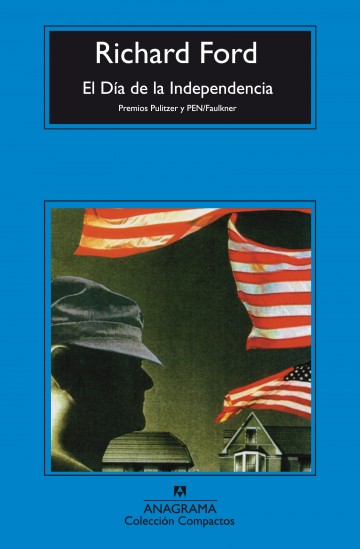 Richard Ford
El Día de la Independencia
Premios Pulitzer y PEN/Faulkner
ANAGRAMA
Colección Compactos